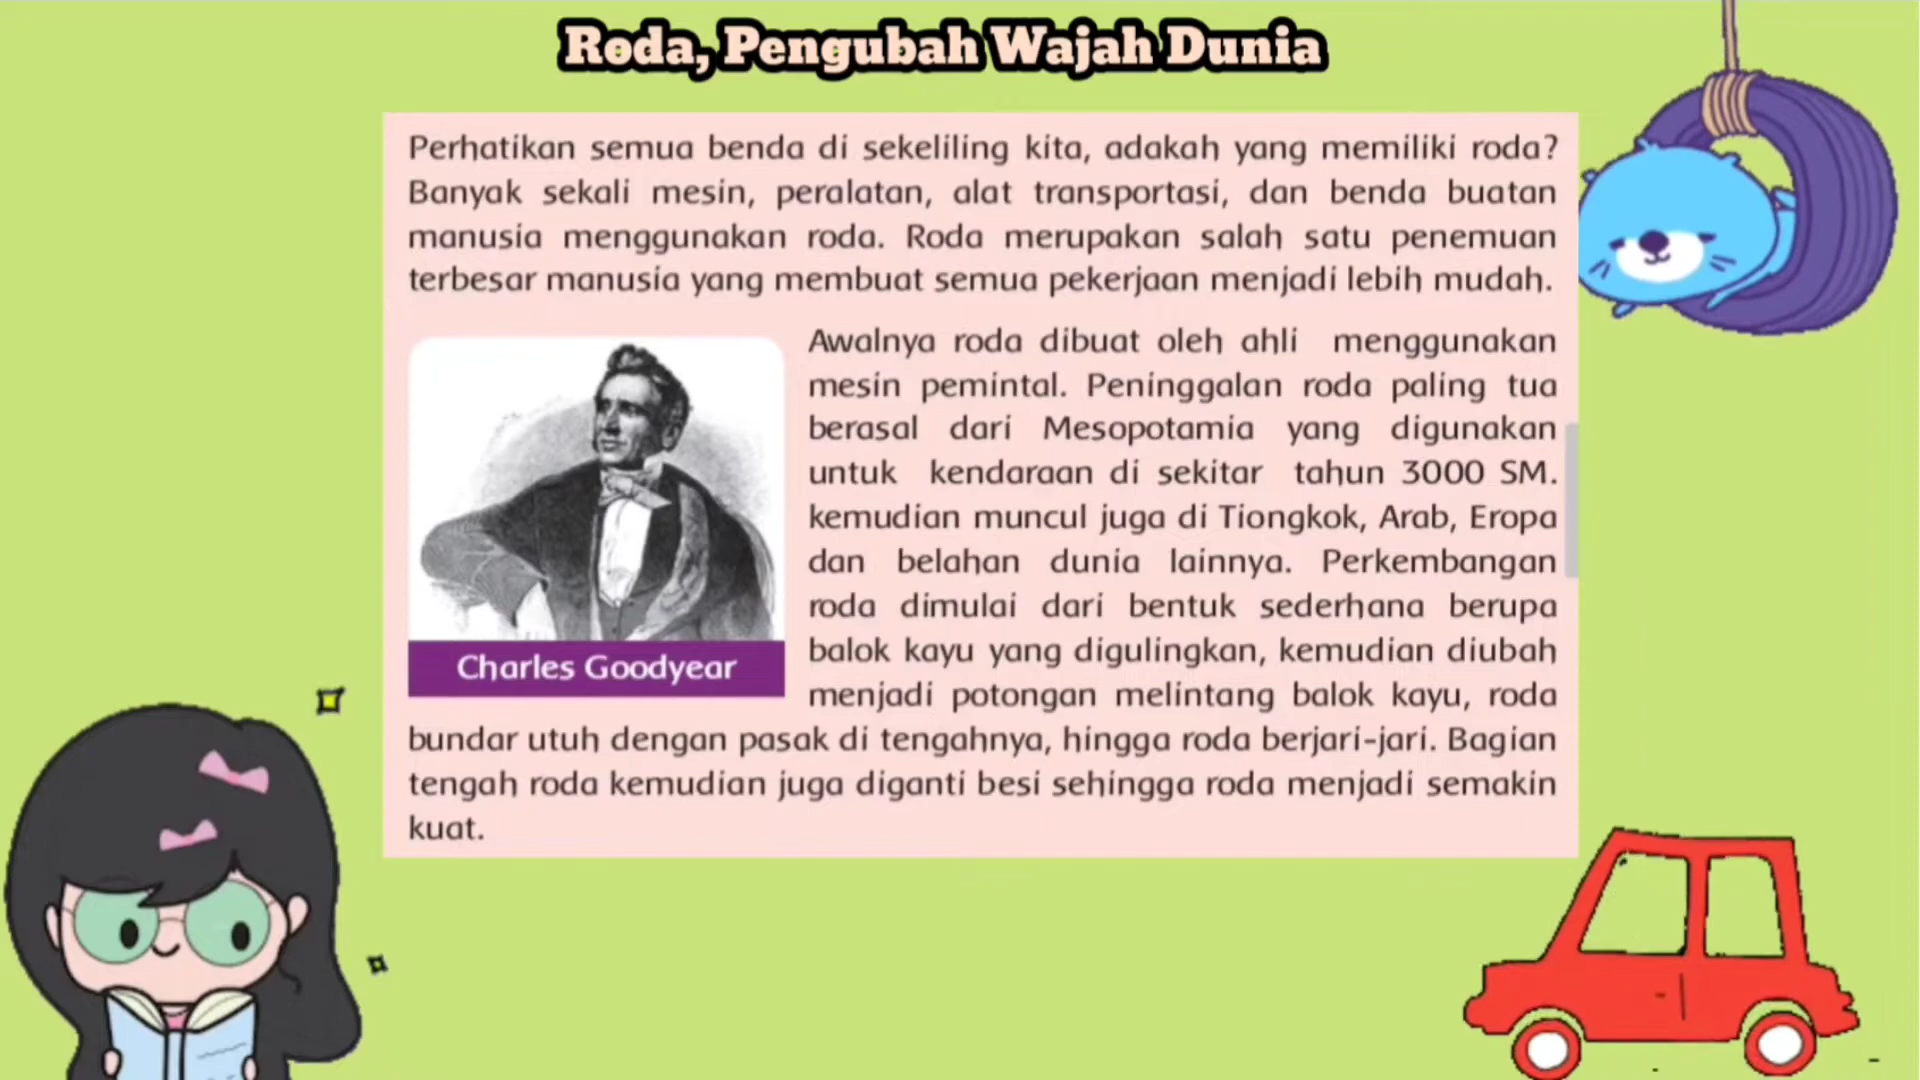 Roda, Pengubah Wajah Dunia
Perhatikan semua benda di sekeliling kita, adakah yang memiliki roda?
Banyak sekali mesin, peralatan, alat transportasi, dan benda buatan
manusia menggunakan roda. Roda merupakan salah satu penemuan
terbesar manusia yang membuat semua pekerjaan menjadi lebih mudah.
Awalnya roda dibuat oleh ahli menggunakan
mesin pemintal. Peninggalan roda paling tua
berasal dari Mesopotamia yang digunakan
untuk kendaraan di sekitar tahun 3000 SM.
kemudian muncul juga di Tiongkok, Arab, Eropa
dan belahan dunia lainnya. Perkembangan
roda dimulai dari bentuk sederhana berupa
balok kayu yang digulingkan, kemudian diubah
menjadi potongan melintang balok kayu, roda
bundar utuh dengan pasak di tengahnya, hingga roda berjari-jari. Bagian
tengah roda kemudian juga diganti besi sehingga roda menjadi semakin
kuat.
Charles Goodyear